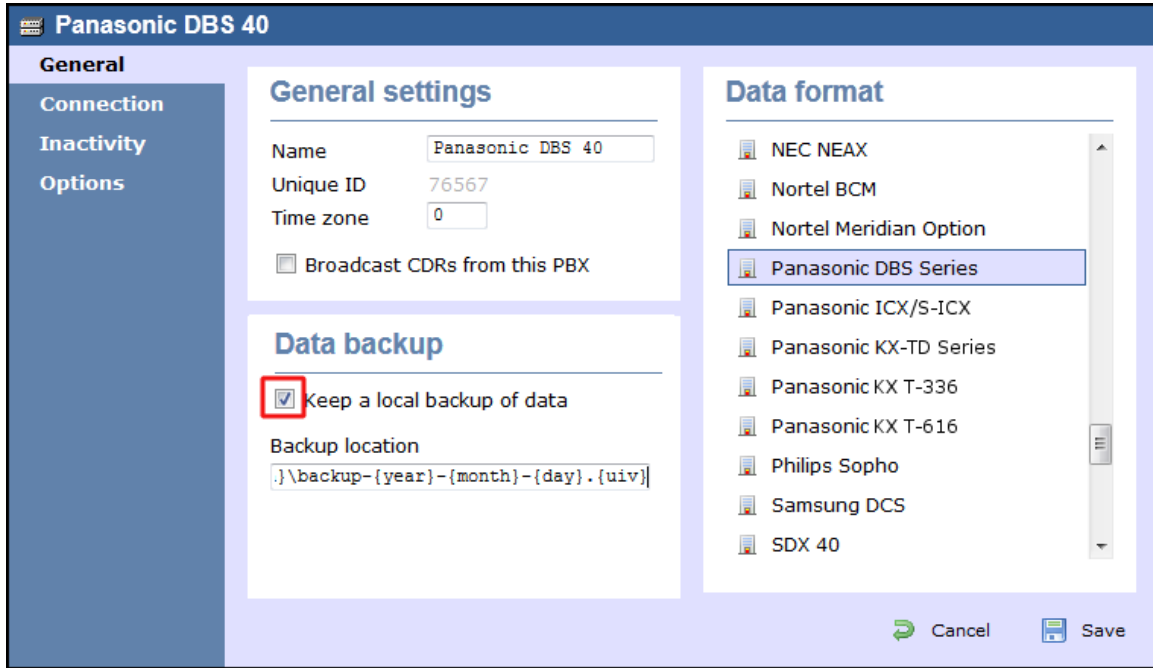 Panasonic DBS 40
General
Connection
Inactivity
Options
General settings
Name Panasonic DBS 40
Unique ID 76567
Time zone 0
Broadcast CDRs from this PBX
Data backup
Keep a local backup of data
Backup location
.}\backup-{year}-{month}-{day}.{uiv}
Data format
NEC NEAX
Nortel BCM
Nortel Meridian Option
Panasonic DBS Series
Panasonic ICX/S-ICX
Panasonic KX-TD Series
Panasonic KX T-336
Panasonic KX T-616
Philips Sopho
Samsung DCS
SDX 40
Cancel Save